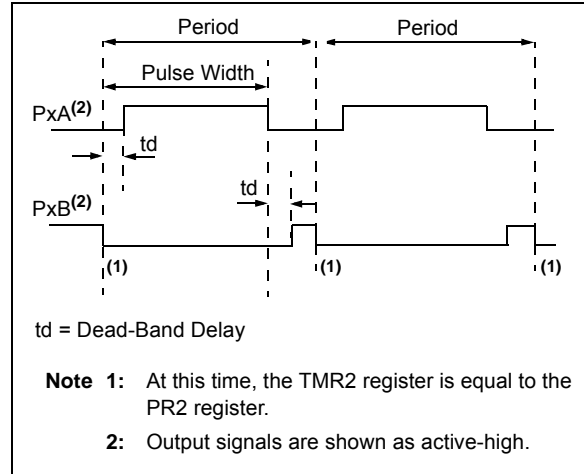 Period Period
Pulse Width
PxA(2)
td
td
PxB(2)
(1) (1) (1)
td = Dead-Band Delay
Note 1: At this time, the TMR2 register is equal to the
PR2 register.
2: Output signals are shown as active-high.